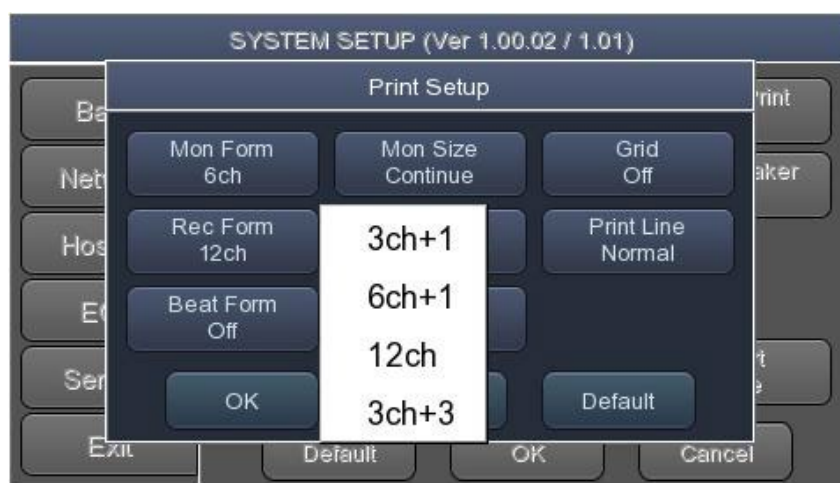 SYSTEM SETUP (Ver 1.00.02 / 1.01)
Print Setup
Mon Form
6ch
Mon Size
Continue
Grid
Off
Rec Form
12ch
Print Line
Normal
Beat Form
Off
3ch+1
6ch+1
12ch
3ch+3
OK
Default
Exit
Default
OK
Cancel